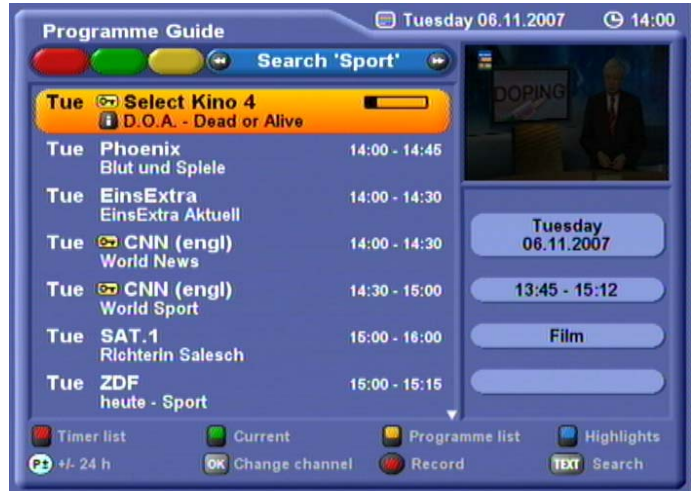 Programme Guide
Tuesday 06.11.2007 14:00
Search 'Sport'
DOPING
Tue Select Kino 4
D.O.A. - Dead or Alive
Tue Phoenix 14:00 - 14:45
Blut und Spiele
Tue EinsExtra 14:00 - 14:30
EinsExtra Aktuell
Tue CNN (engl) 14:00 - 14:30
World News
Tue CNN (engl) 14:30 - 15:00
World Sport
Tue SAT.1 15:00 - 16:00
Richterin Salesch
Tue ZDF 15:00 - 15:15
heute - Sport
Tuesday
06.11.2007
13:45 - 15:12
Film
Timer list Current Programme list Highlights
P± +/- 24 h OK Change channel Record TEXT Search